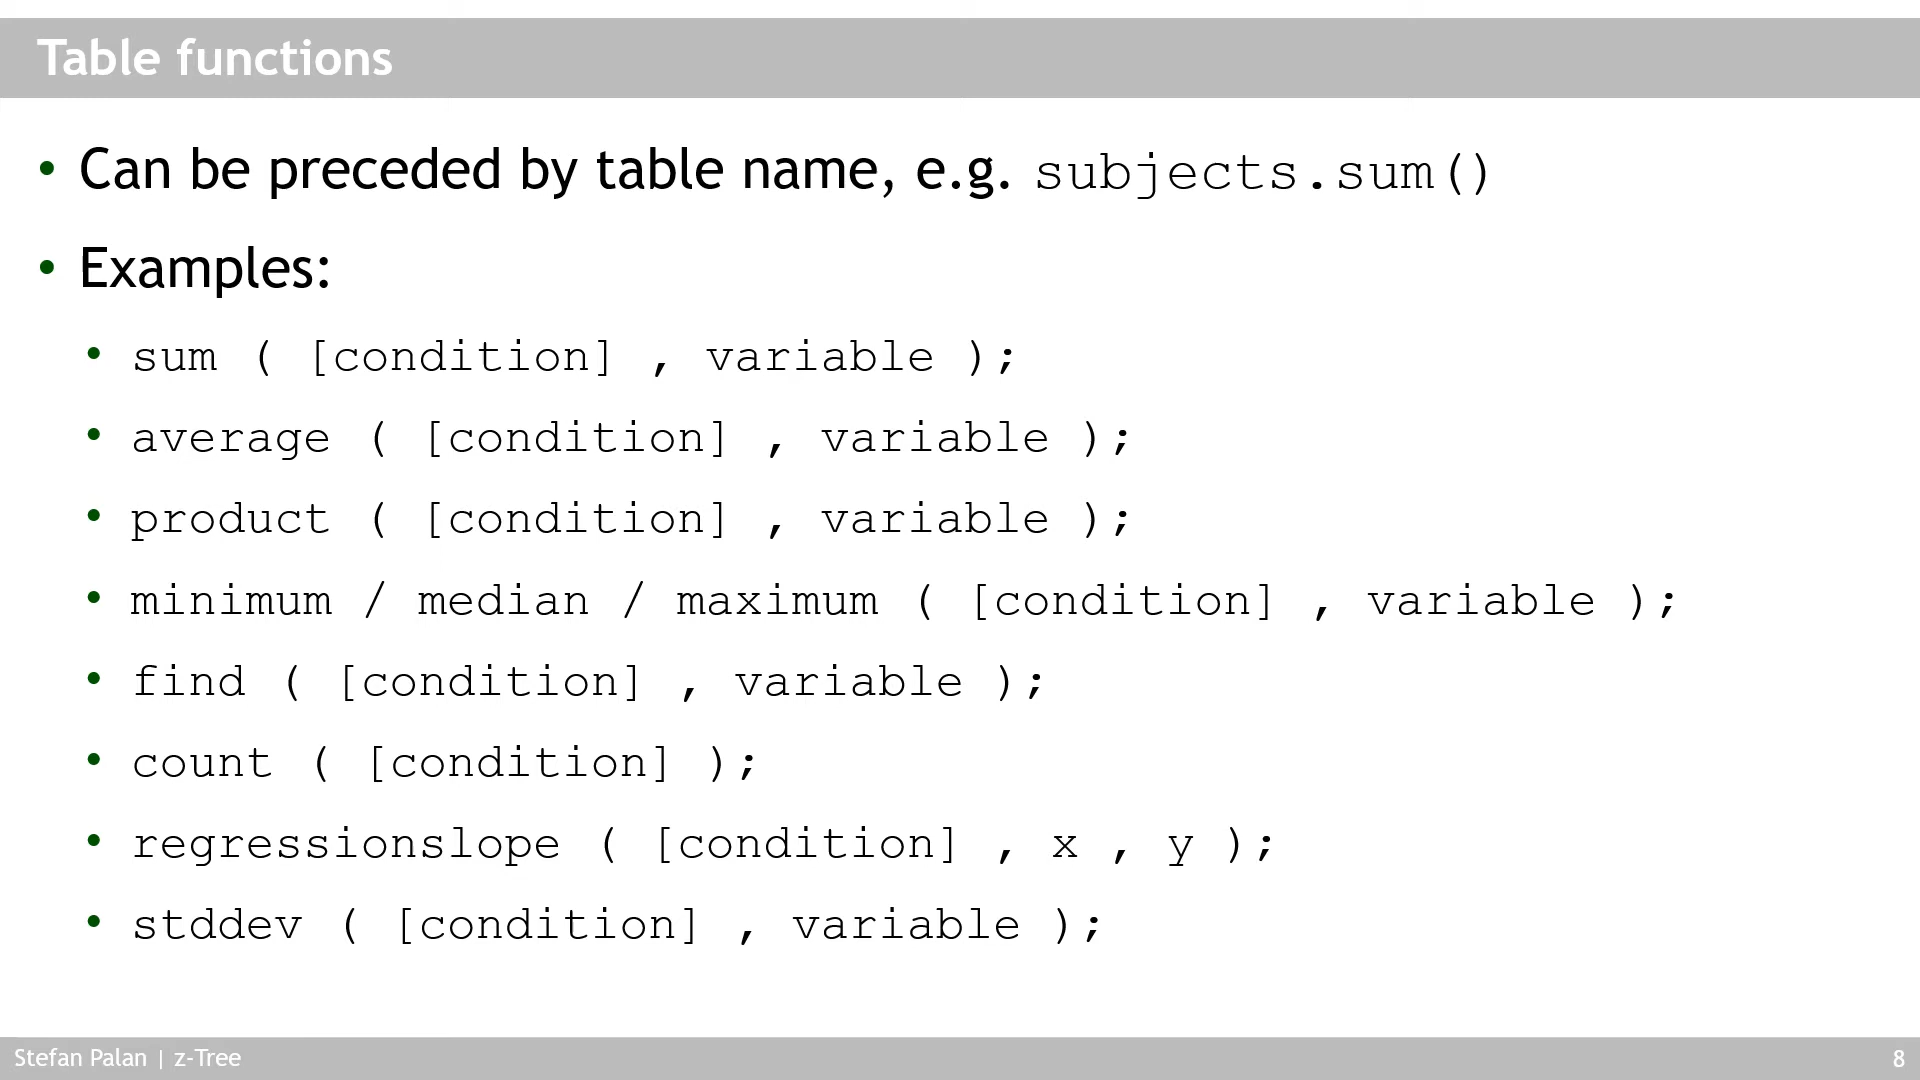 Table functions
• Can be preceded by table name, e.g. subjects.sum()
• Examples:
• sum ( [condition] , variable );
• average ( [condition] , variable );
• product ( [condition] , variable );
• minimum / median / maximum ( [condition] , variable );
• find ( [condition] , variable );
• count ( [condition] );
• regressionslope ( [condition] , x , y );
• stddev ( [condition] , variable );
Stefan Palan | z-Tree 8